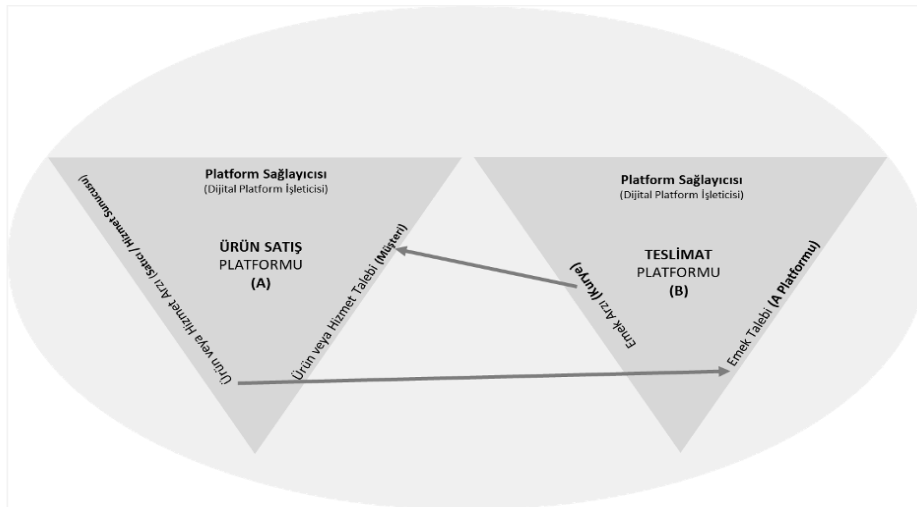 Platform Sağlayıcısı
(Dijital Platform İşleticisi)
ÜRÜN SATIŞ
PLATFORMU
(A)
Ürün veya Hizmet Arzı (Satıcı / Hizmet Sunucusu)
Ürün veya Hizmet Talebi (Müşteri)
Platform Sağlayıcısı
(Dijital Platform İşleticisi)
TESLİMAT
PLATFORMU
(B)
Emek Arzı (Kurye)
Emek Talebi (A Platformu)